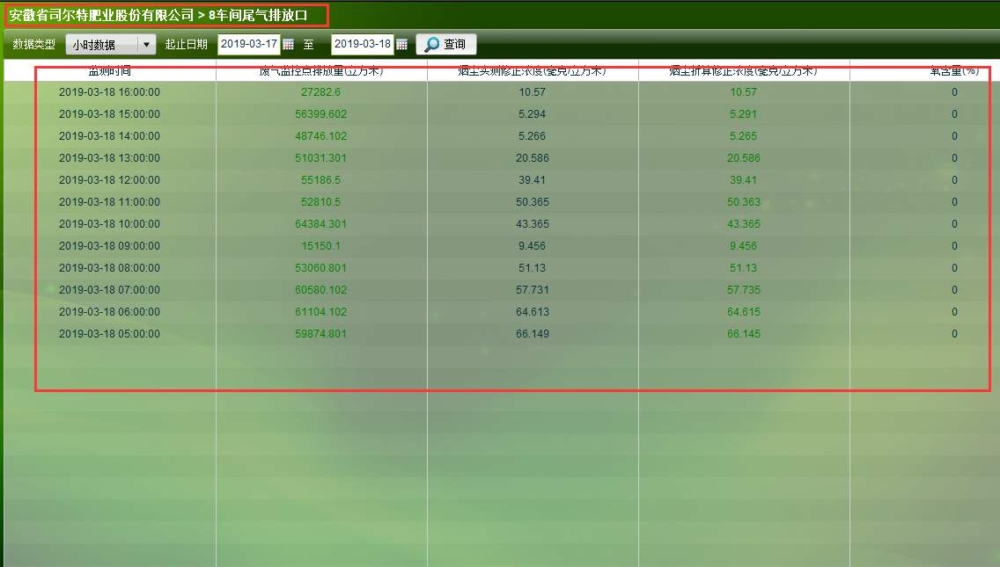 安徽省司尔特肥业股份有限公司 > 8车间尾气排放口
数据类型 小时数据 起止日期 2019-03-17 至 2019-03-18 查询
监测时间 废气监控点排放量(立方米) 烟尘实测修正浓度(毫克/立方米) 烟尘折算修正浓度(毫克/立方米) 氧含量(%)
2019-03-18 16:00:00 27282.6 10.57 10.57 0
2019-03-18 15:00:00 56399.602 5.294 5.291 0
2019-03-18 14:00:00 48746.102 5.266 5.265 0
2019-03-18 13:00:00 51031.301 20.586 20.586 0
2019-03-18 12:00:00 55186.5 39.41 39.41 0
2019-03-18 11:00:00 52810.5 50.365 50.363 0
2019-03-18 10:00:00 64384.301 43.365 43.365 0
2019-03-18 09:00:00 15150.1 9.456 9.456 0
2019-03-18 08:00:00 53060.801 51.13 51.13 0
2019-03-18 07:00:00 60580.102 57.731 57.735 0
2019-03-18 06:00:00 61104.102 64.613 64.615 0
2019-03-18 05:00:00 59874.801 66.149 66.145 0